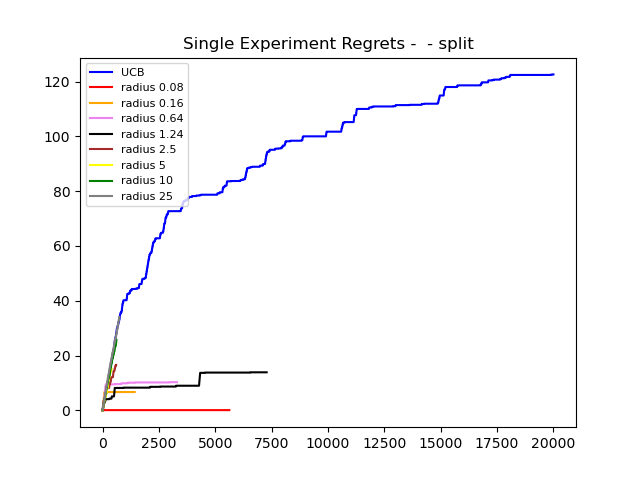 Single Experiment Regrets -  - split
UCB
radius 0.08
radius 0.16
radius 0.64
radius 1.24
radius 2.5
radius 5
radius 10
radius 25
120
100
80
60
40
20
0
0 2500 5000 7500 10000 12500 15000 17500 20000